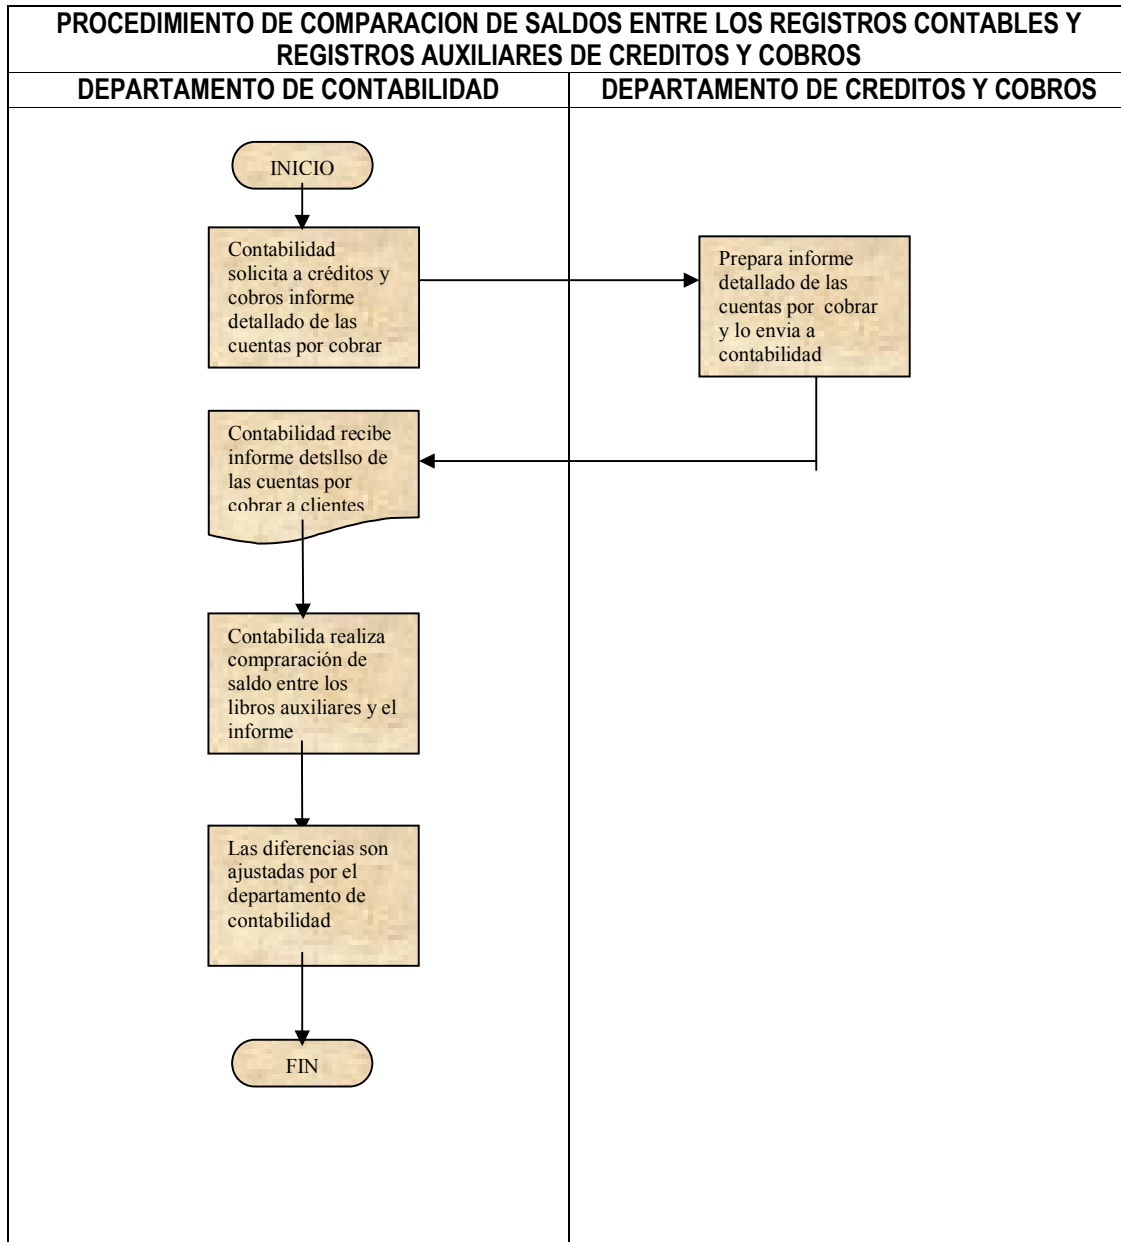 PROCEDIMIENTO DE COMPARACION DE SALDOS ENTRE LOS REGISTROS CONTABLES Y
REGISTROS AUXILIARES DE CREDITOS Y COBROS
DEPARTAMENTO DE CONTABILIDAD
DEPARTAMENTO DE CREDITOS Y COBROS
INICIO
Contabilidad
solicita a créditos y
cobros informe
detallado de las
cuentas por cobrar
Prepara informe
detallado de las
cuentas por cobrar
y lo envia a
contabilidad
Contabilidad recibe
informe detsllso de
las cuentas por
cobrar a clientes
Contabilida realiza
compraración de
saldo entre los
libros auxiliares y el
informe
Las diferencias son
ajustadas por el
departamento de
contabilidad
FIN